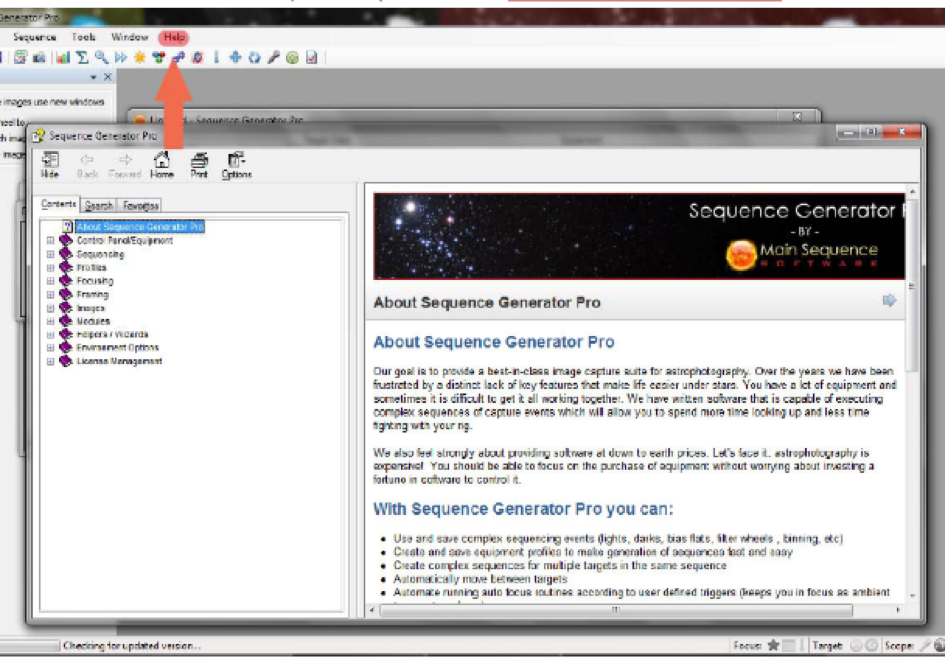 Generator Pro
Sequence Tools Window Help
e images use new windows
Sequence Generator Pro
Hide Back Forward Home Print Options
Contents Search Favorites
About Sequence Generator Pro
Control Panel/Equipment
Sequencing
Profiles
Focusing
Framing
Images
Modules
Helpers / Wizards
Environment Options
License Management
Sequence Generator
- BY -
Main Sequence
SOFTWARE
About Sequence Generator Pro
About Sequence Generator Pro
Our goal is to provide a best-in-class image capture suite for astrophotography. Over the years we have been
frustrated by a distinct lack of key features that make life easier under stars. You have a lot of equipment and
sometimes it is difficult to get it all working together. We have written software that is capable of executing
complex sequences of capture events which will allow you to spend more time looking up and less time
fighting with your rig.
We also feel strongly about providing software at down to earth prices. Let's face it, astrophotography is
expensive! You should be able to focus on the purchase of equipment without worrying about investing a
fortune in software to control it.
With Sequence Generator Pro you can:
• Use and save complex sequencing events (lights, darks, bias flats, filter wheels , binning, etc)
• Create and save equipment profiles to make generation of sequences fast and easy
• Create complex sequences for multiple targets in the same sequence
• Automatically move between targets
• Automate running auto focus routines according to user defined triggers (keeps you in focus as ambient
Checking for updated version...
Focus: Target: Scope: